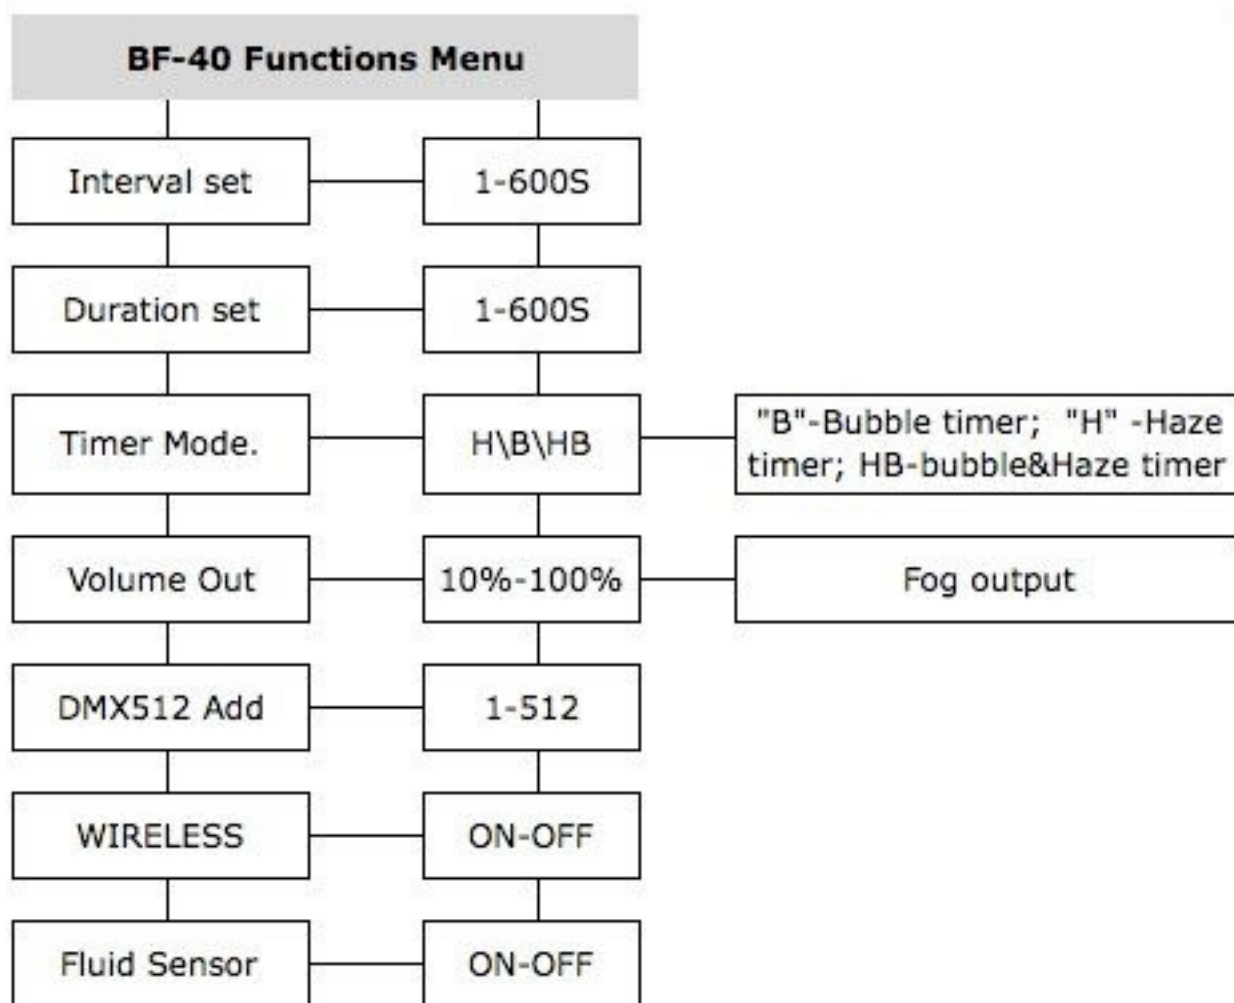 BF-40 Functions Menu
Interval set
1-600S
Duration set
1-600S
Timer Mode.
H\B\HB
"B"-Bubble timer;  "H" -Haze
timer; HB-bubble&Haze timer
Volume Out
10%-100%
Fog output
DMX512 Add
1-512
WIRELESS
ON-OFF
Fluid Sensor
ON-OFF